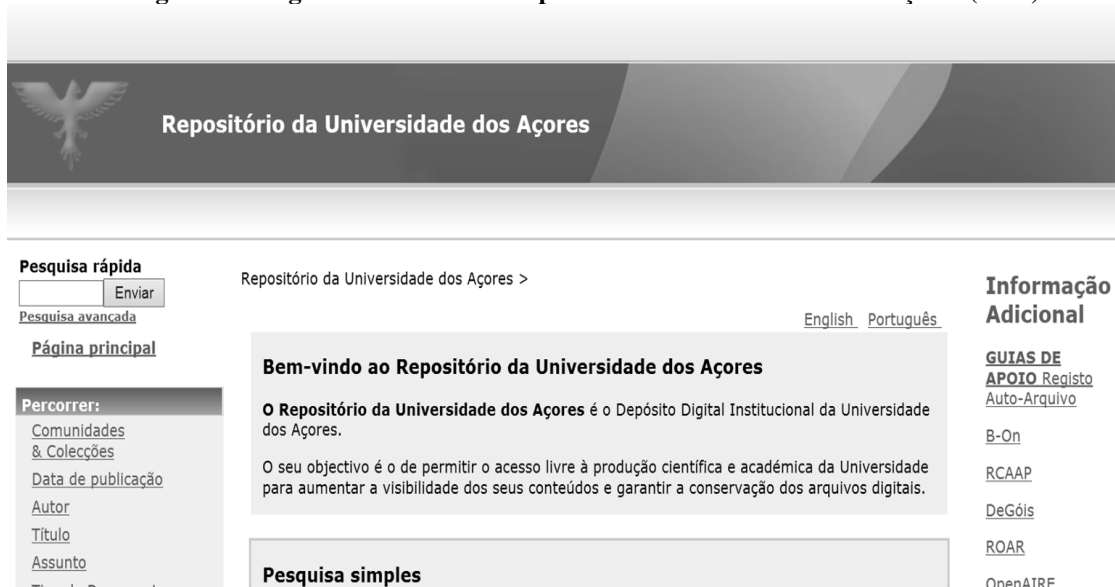 Repositório da Universidade dos Açores
Pesquisa rápida
Enviar
Pesquisa avançada
Página principal
Percorrer:
Comunidades
& Colecções
Data de publicação
Autor
Título
Assunto
Repositório da Universidade dos Açores >
English Português
Bem-vindo ao Repositório da Universidade dos Açores
O Repositório da Universidade dos Açores é o Depósito Digital Institucional da Universidade
dos Açores.
O seu objectivo é o de permitir o acesso livre à produção científica e académica da Universidade
para aumentar a visibilidade dos seus conteúdos e garantir a conservação dos arquivos digitais.
Pesquisa simples
Informação
Adicional
GUIAS DE
APOIO Registo
Auto-Arquivo
B-On
RCAAP
DeGóis
ROAR
OpenAIRE